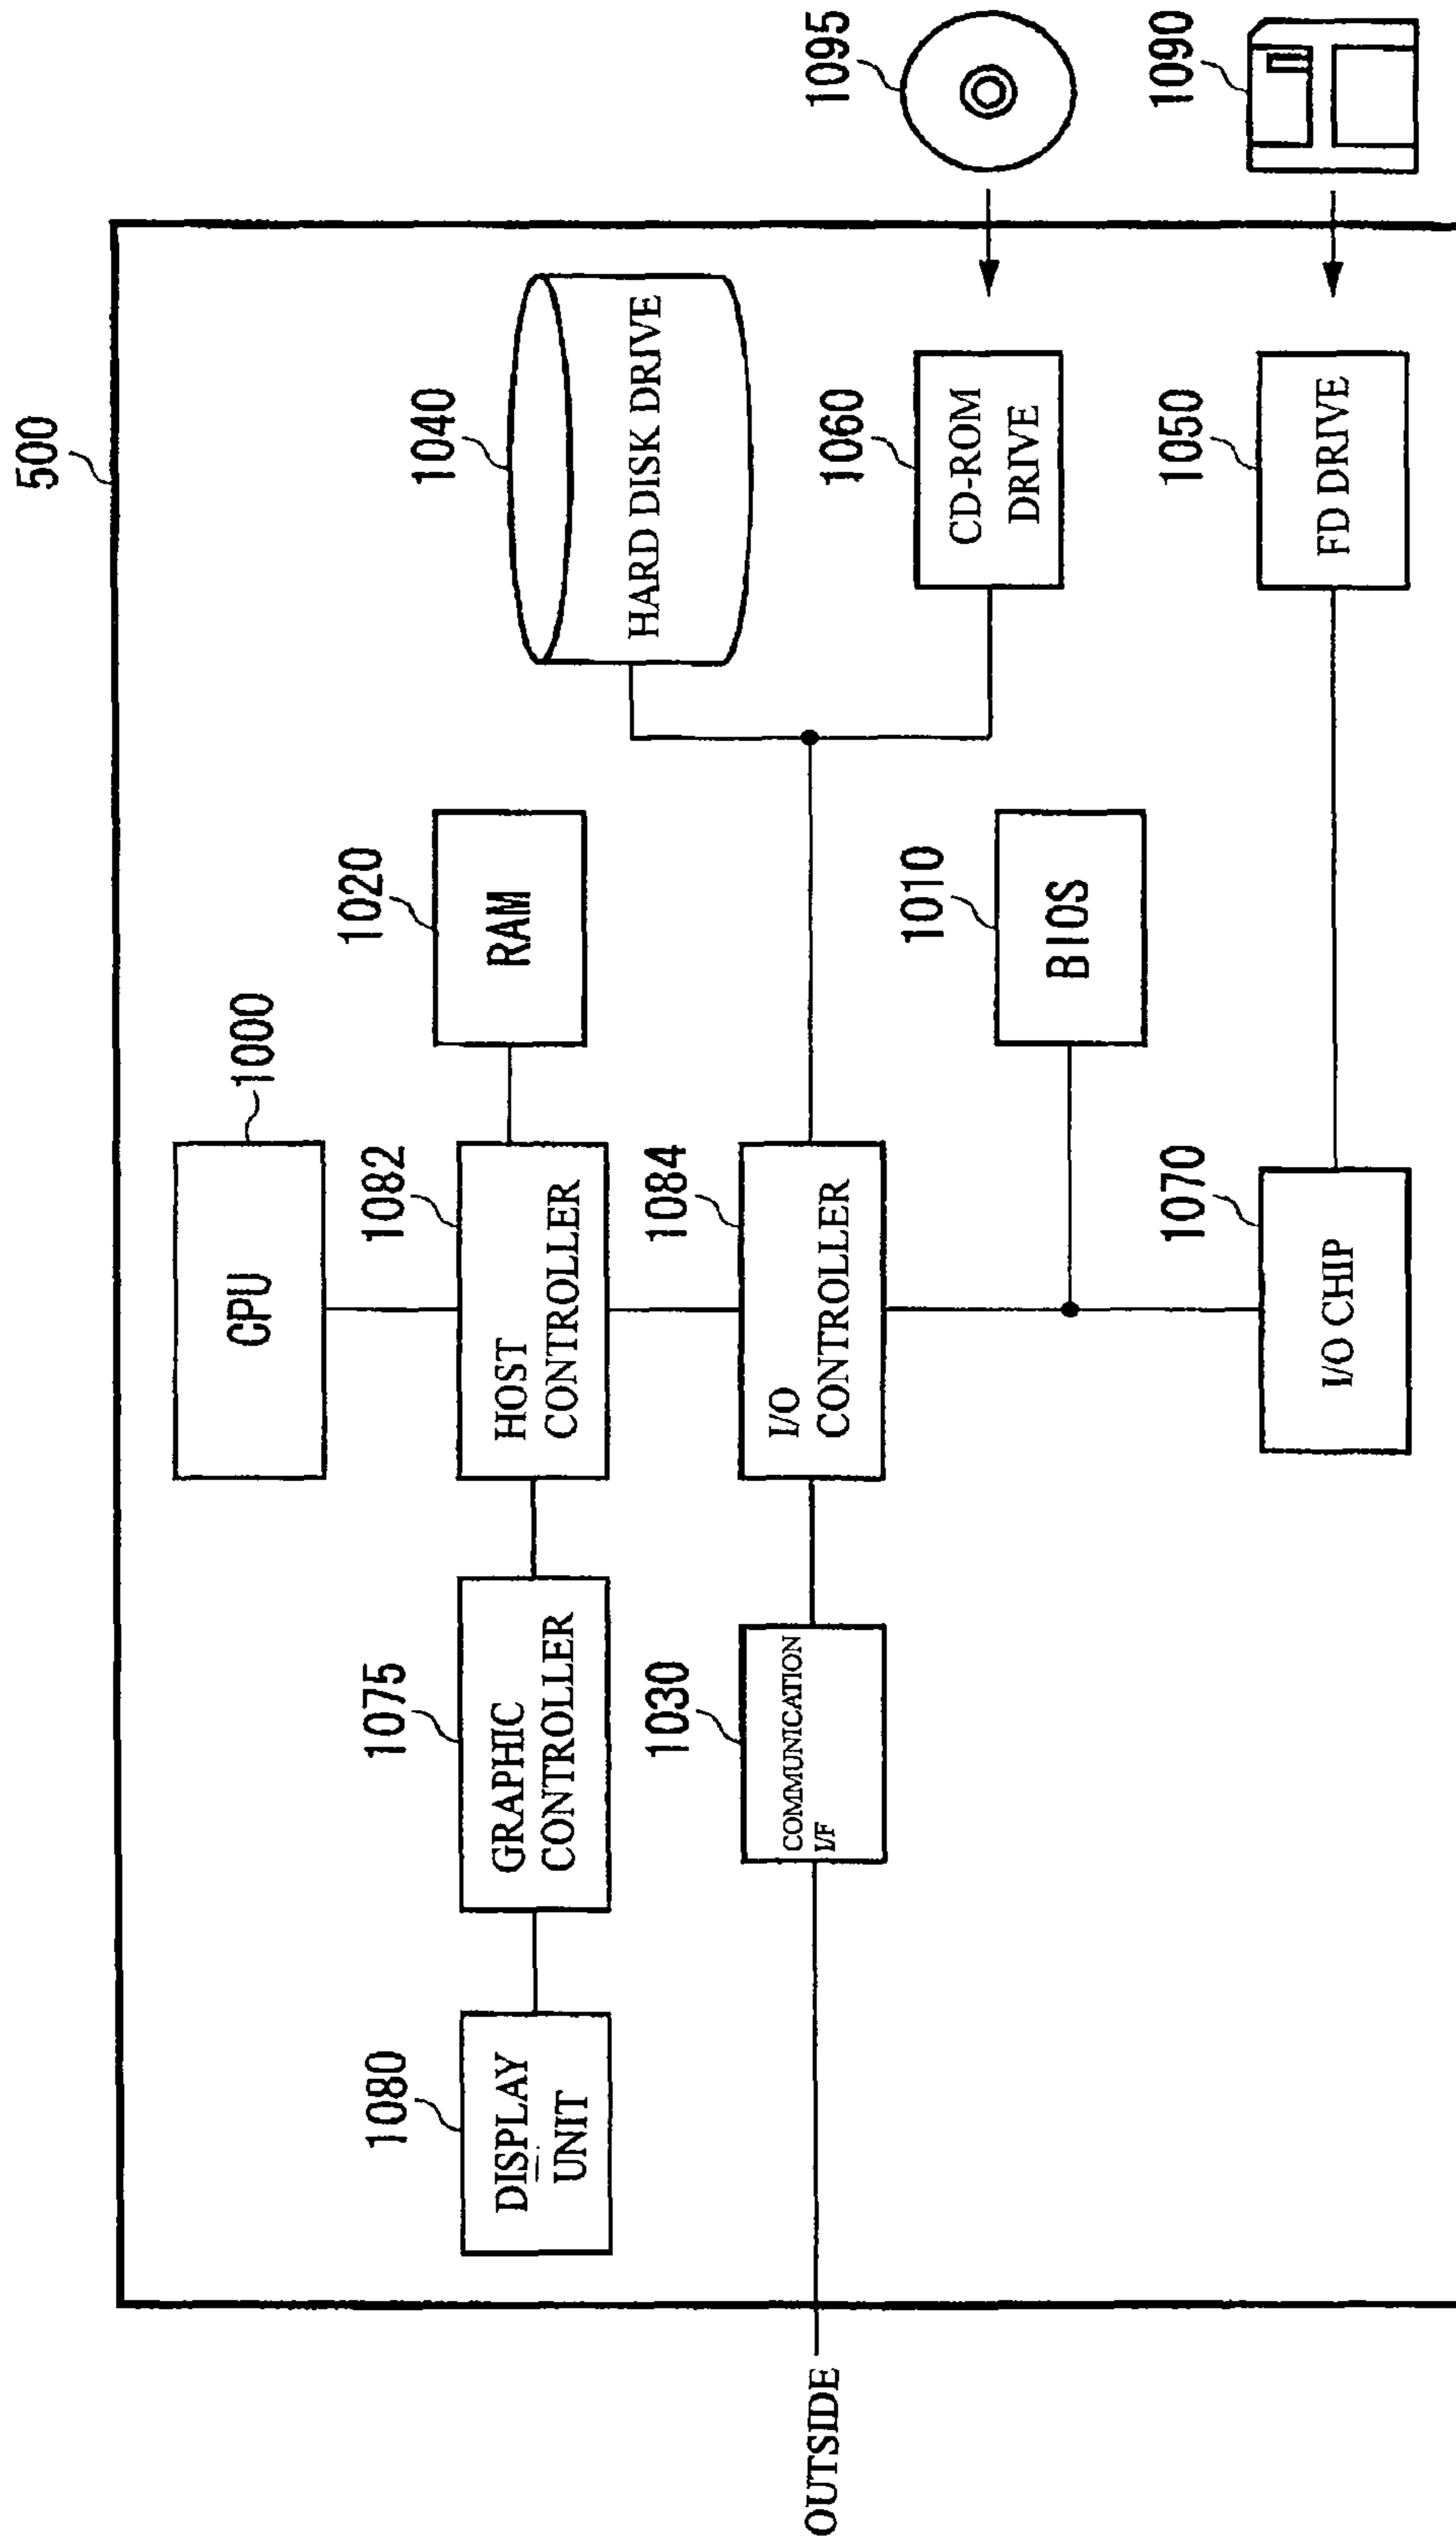 500
CPU
1000
1080
DISPLAY
UNIT
1075
GRAPHIC
CONTROLLER
1082
HOST
CONTROLLER
1020
RAM
1040
HARD DISK DRIVE
OUTSIDE
1030
COMMUNICATION
I/F
1084
I/O
CONTROLLER
1060
CD-ROM
DRIVE
1095
1010
BIOS
1070
I/O CHIP
1050
FD DRIVE
1090